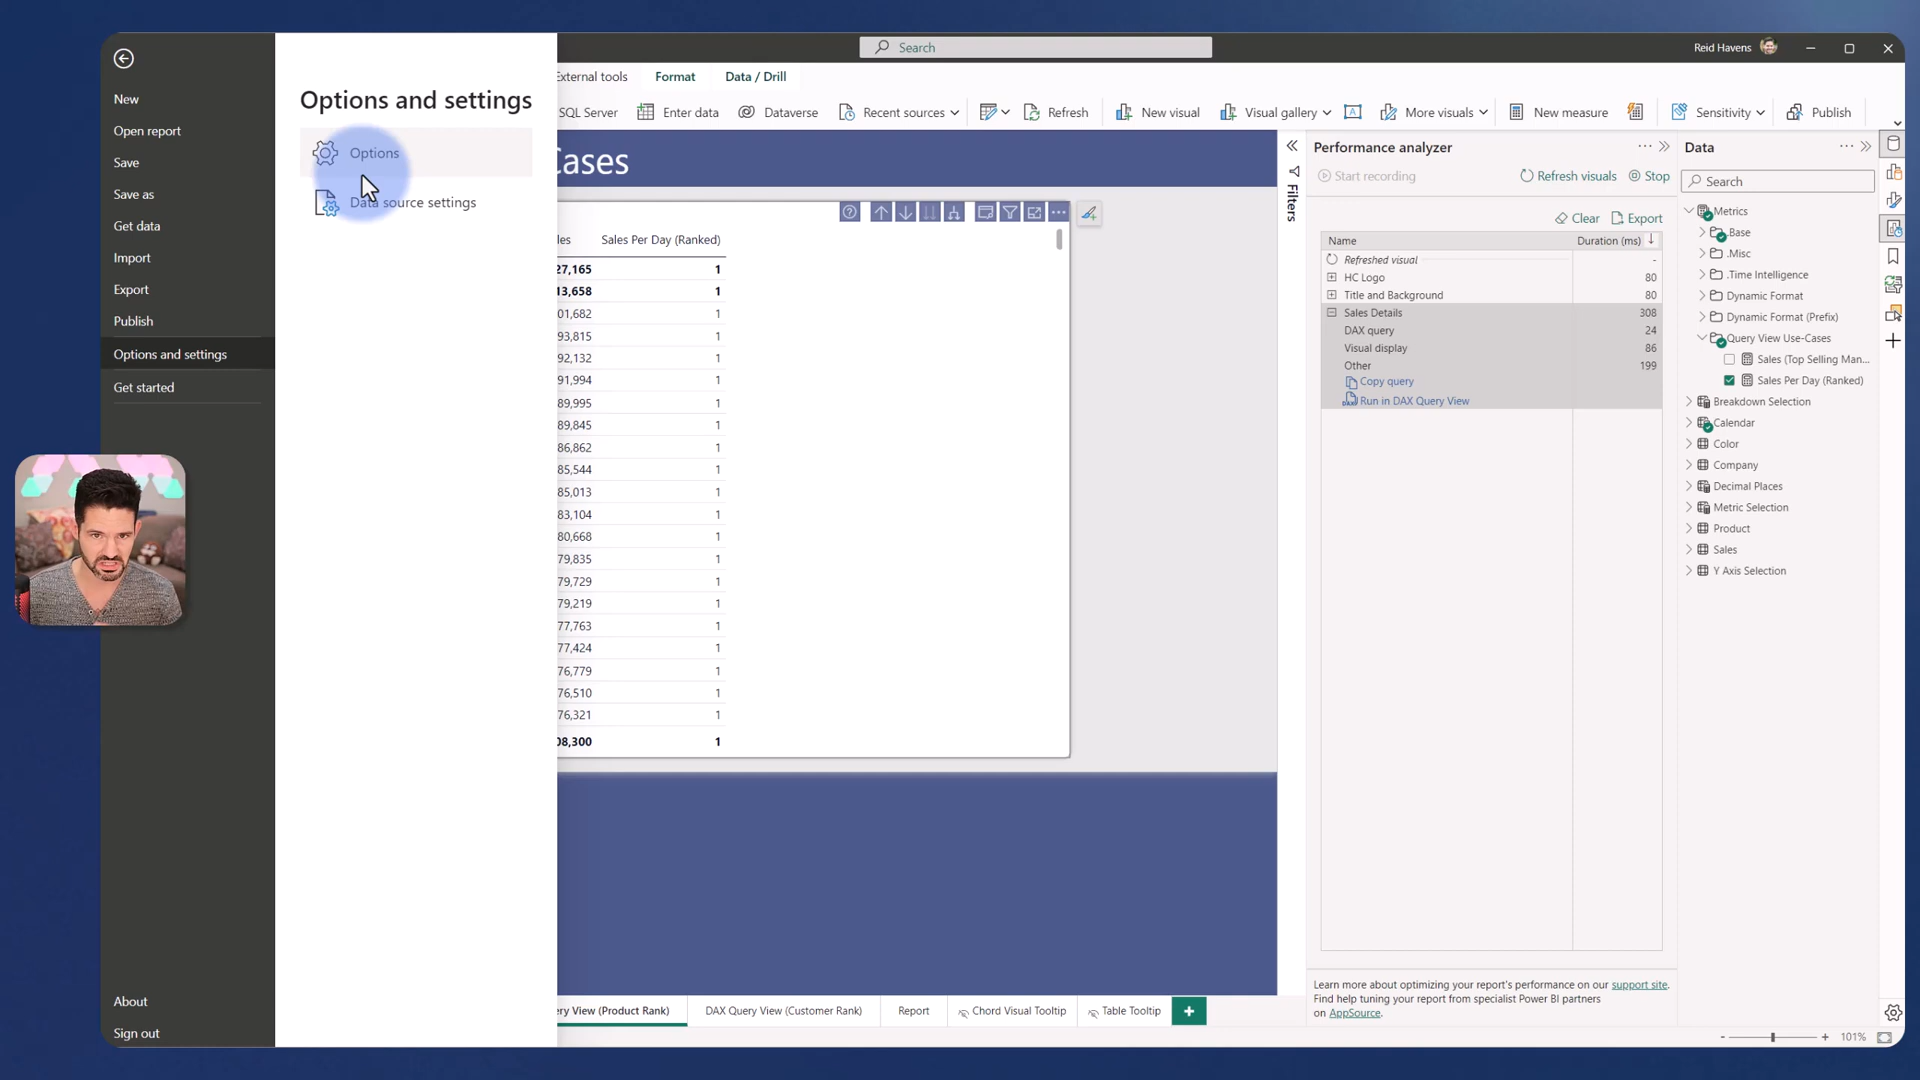 Search
Reid Havens
New
Open report
Save
Save as
Get data
Import
Export
Publish
Options and settings
Get started
About
Sign out
Options and settings
Options
Data source settings
External tools
Format
Data / Drill
SQL Server
Enter data
Dataverse
Recent sources
Refresh
New visual
Visual gallery
More visuals
New measure
Sensitivity
Publish
Cases
les Sales Per Day (Ranked)
27,165 1
13,658 1
01,682 1
93,815 1
92,132 1
91,994 1
89,995 1
89,845 1
86,862 1
85,544 1
85,013 1
83,104 1
80,668 1
79,835 1
79,729 1
79,219 1
77,763 1
77,424 1
76,779 1
76,510 1
76,321 1
08,300 1
Filters
Performance analyzer
Start recording
Refresh visuals
Stop
Clear
Export
Name Duration (ms)
Refreshed visual -
HC Logo 80
Title and Background 80
Sales Details 308
DAX query 24
Visual display 86
Other 199
Copy query
Run in DAX Query View
Learn more about optimizing your report's performance on our support site.
Find help tuning your report from specialist Power BI partners
on AppSource.
Data
Search
Metrics
.Base
.Misc
.Time Intelligence
Dynamic Format
Dynamic Format (Prefix)
Query View Use-Cases
Sales (Top Selling Man...
Sales Per Day (Ranked)
Breakdown Selection
Calendar
Color
Company
Decimal Places
Metric Selection
Product
Sales
Y Axis Selection
ery View (Product Rank)
DAX Query View (Customer Rank)
Report
Chord Visual Tooltip
Table Tooltip
+
- + 101%